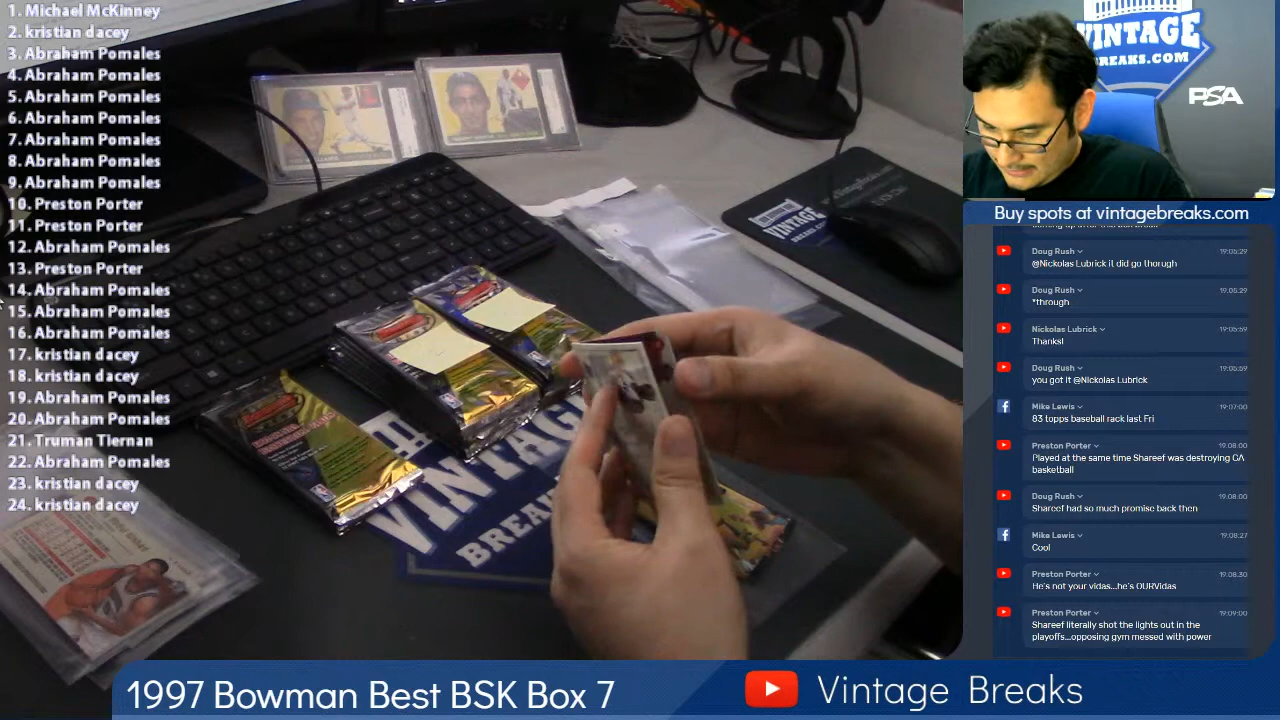 1. Michael McKinney
2. kristian dacey
3. Abraham Pomales
4. Abraham Pomales
5. Abraham Pomales
6. Abraham Pomales
7. Abraham Pomales
8. Abraham Pomales
9. Abraham Pomales
10. Preston Porter
11. Preston Porter
12. Abraham Pomales
13. Preston Porter
14. Abraham Pomales
15. Abraham Pomales
16. Abraham Pomales
17. kristian dacey
18. kristian dacey
19. Abraham Pomales
20. Abraham Pomales
21. Truman Tiernan
22. Abraham Pomales
23. kristian dacey
24. kristian dacey
VINTAGE
VINTAGE
BREA
VINTAGE
BREAKS.COM
PSA
Buy spots at vintagebreaks.com
Doug Rush 19:05:29
@Nickolas Lubrick it did go thorugh
Doug Rush 19:05:29
*through
Nickolas Lubrick 19:05:59
Thanks!
Doug Rush 19:05:59
you got it @Nickolas Lubrick
Mike Lewis 19:07:00
83 topps baseball rack last Fri
Preston Porter 19:08:00
Played at the same time Shareef was destroying CA
basketball
Doug Rush 19:08:00
Shareef had so much promise back then
Mike Lewis 19:08:27
Cool
Preston Porter 19:08:30
He's not your vidas...he's OURVidas
Preston Porter 19:09:00
Shareef literally shot the lights out in the
playoffs...opposing gym messed with power
1997 Bowman Best BSK Box 7
Vintage Breaks